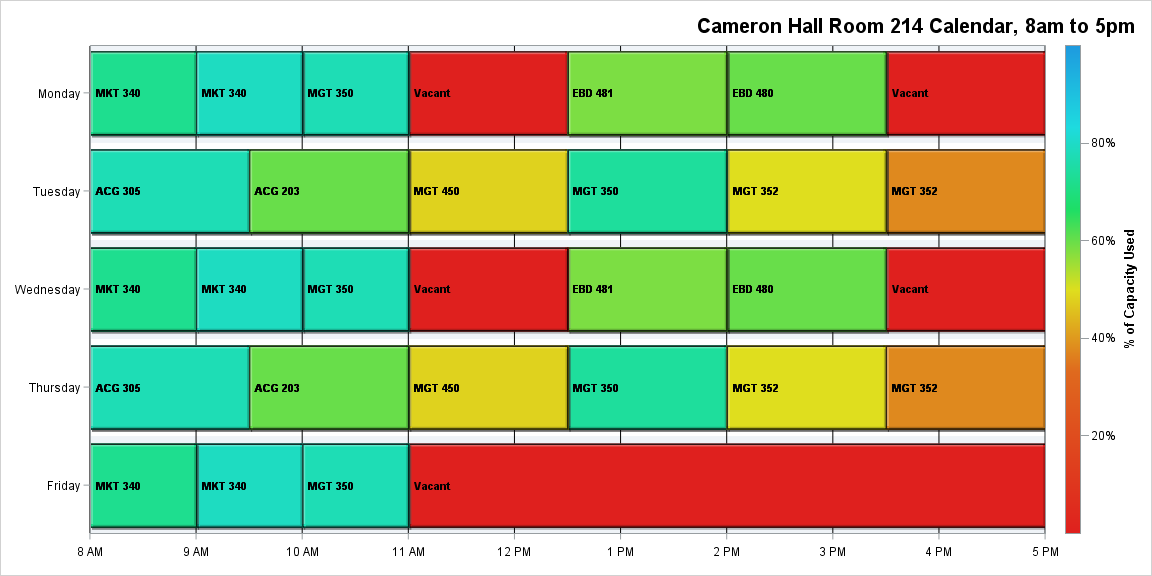 Cameron Hall Room 214 Calendar, 8am to 5pm
Monday MKT 340 MKT 340 MGT 350 Vacant EBD 481 EBD 480 Vacant
80%
Tuesday ACG 305 ACG 203 MGT 450 MGT 350 MGT 352 MGT 352
60%
% of Capacity Used
Wednesday MKT 340 MKT 340 MGT 350 Vacant EBD 481 EBD 480 Vacant
40%
Thursday ACG 305 ACG 203 MGT 450 MGT 350 MGT 352 MGT 352
20%
Friday MKT 340 MKT 340 MGT 350 Vacant
8 AM 9 AM 10 AM 11 AM 12 PM 1 PM 2 PM 3 PM 4 PM 5 PM